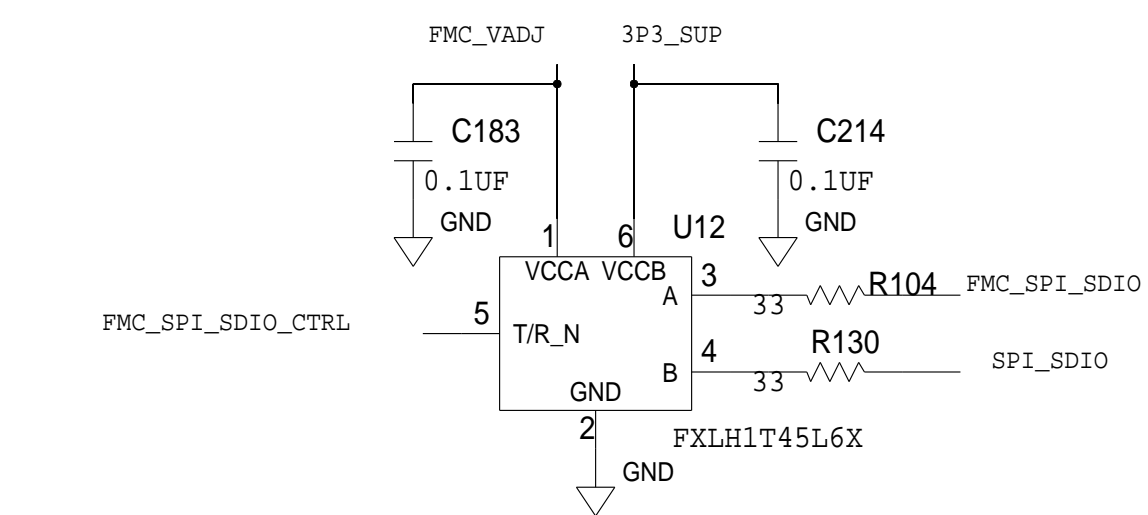 FMC_VADJ 3P3_SUP
C183 C214
0.1UF 0.1UF
GND GND
1 6 U12
VCCA VCCB 3
A R104 FMC_SPI_SDIO
33
FMC_SPI_SDIO_CTRL 5 T/R_N
4 R130 SPI_SDIO
B 33
GND
2 FXLH1T45L6X
GND